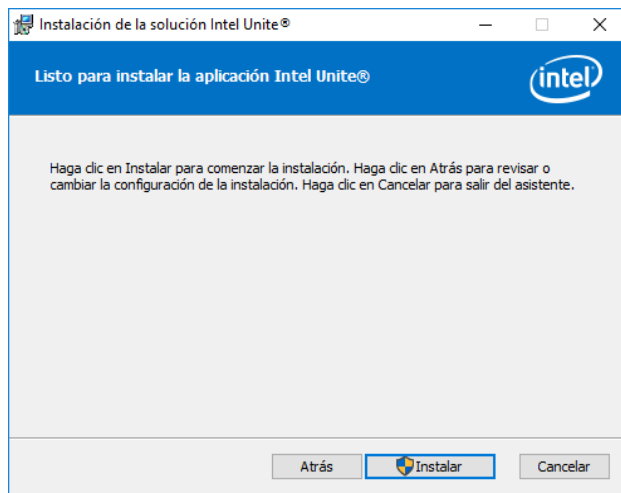 Instalación de la solución Intel Unite®
Listo para instalar la aplicación Intel Unite®
intel
Haga clic en Instalar para comenzar la instalación. Haga clic en Atrás para revisar o
cambiar la configuración de la instalación. Haga clic en Cancelar para salir del asistente.
Atrás
Instalar
Cancelar